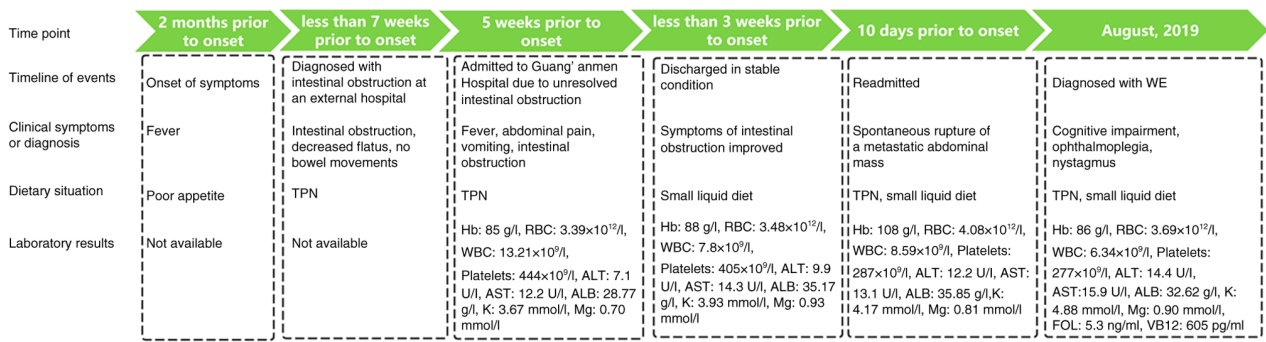 Time point
2 months prior
to onset
less than 7 weeks
prior to onset
5 weeks prior to
onset
less than 3 weeks prior
to onset
10 days prior to onset
August, 2019
Timeline of events
Onset of symptoms
Diagnosed with
intestinal obstruction at
an external hospital
Admitted to Guang’ anmen
Hospital due to unresolved
intestinal obstruction
Discharged in stable
condition
Readmitted
Diagnosed with WE
Clinical symptoms
or diagnosis
Fever
Intestinal obstruction,
decreased flatus, no
bowel movements
Fever, abdominal pain,
vomiting, intestinal
obstruction
Symptoms of intestinal
obstruction improved
Spontaneous rupture of
a metastatic abdominal
mass
Cognitive impairment,
ophthalmoplegia,
nystagmus
Dietary situation
Poor appetite
TPN
TPN
Small liquid diet
TPN, small liquid diet
TPN, small liquid diet
Laboratory results
Not available
Not available
Hb: 85 g/l, RBC: 3.39×10¹²/l,
WBC: 13.21×10⁹/l,
Platelets: 444×10⁹/l, ALT: 7.1
U/l, AST: 12.2 U/l, ALB: 28.77
g/l, K: 3.67 mmol/l, Mg: 0.70
mmol/l
Hb: 88 g/l, RBC: 3.48×10¹²/l,
WBC: 7.8×10⁹/l,
Platelets: 405×10⁹/l, ALT: 9.9
U/l, AST: 14.3 U/l, ALB: 35.17
g/l, K: 3.93 mmol/l, Mg: 0.93
mmol/l
Hb: 108 g/l, RBC: 4.08×10¹²/l,
WBC: 8.59×10⁹/l, Platelets:
287×10⁹/l, ALT: 12.2 U/l, AST:
13.1 U/l, ALB: 35.85 g/l,K:
4.17 mmol/l, Mg: 0.81 mmol/l
Hb: 86 g/l, RBC: 3.69×10¹²/l,
WBC: 6.34×10⁹/l, Platelets:
277×10⁹/l, ALT: 14.4 U/l,
AST:15.9 U/l, ALB: 32.62 g/l, K:
4.88 mmol/l, Mg: 0.90 mmol/l,
FOL: 5.3 ng/ml, VB12: 605 pg/ml